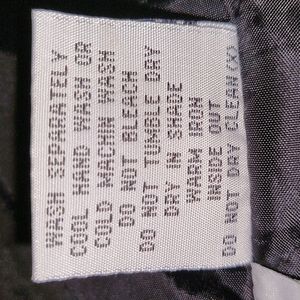 WASH SEPARATELY
COOL HAND WASH OR
COLD MACHIN WASH
DO NOT BLEACH
DO NOT TUMBLE DRY
DRY IN SHADE
WARM IRON
INSIDE OUT
DO NOT DRY CLEAN(X)